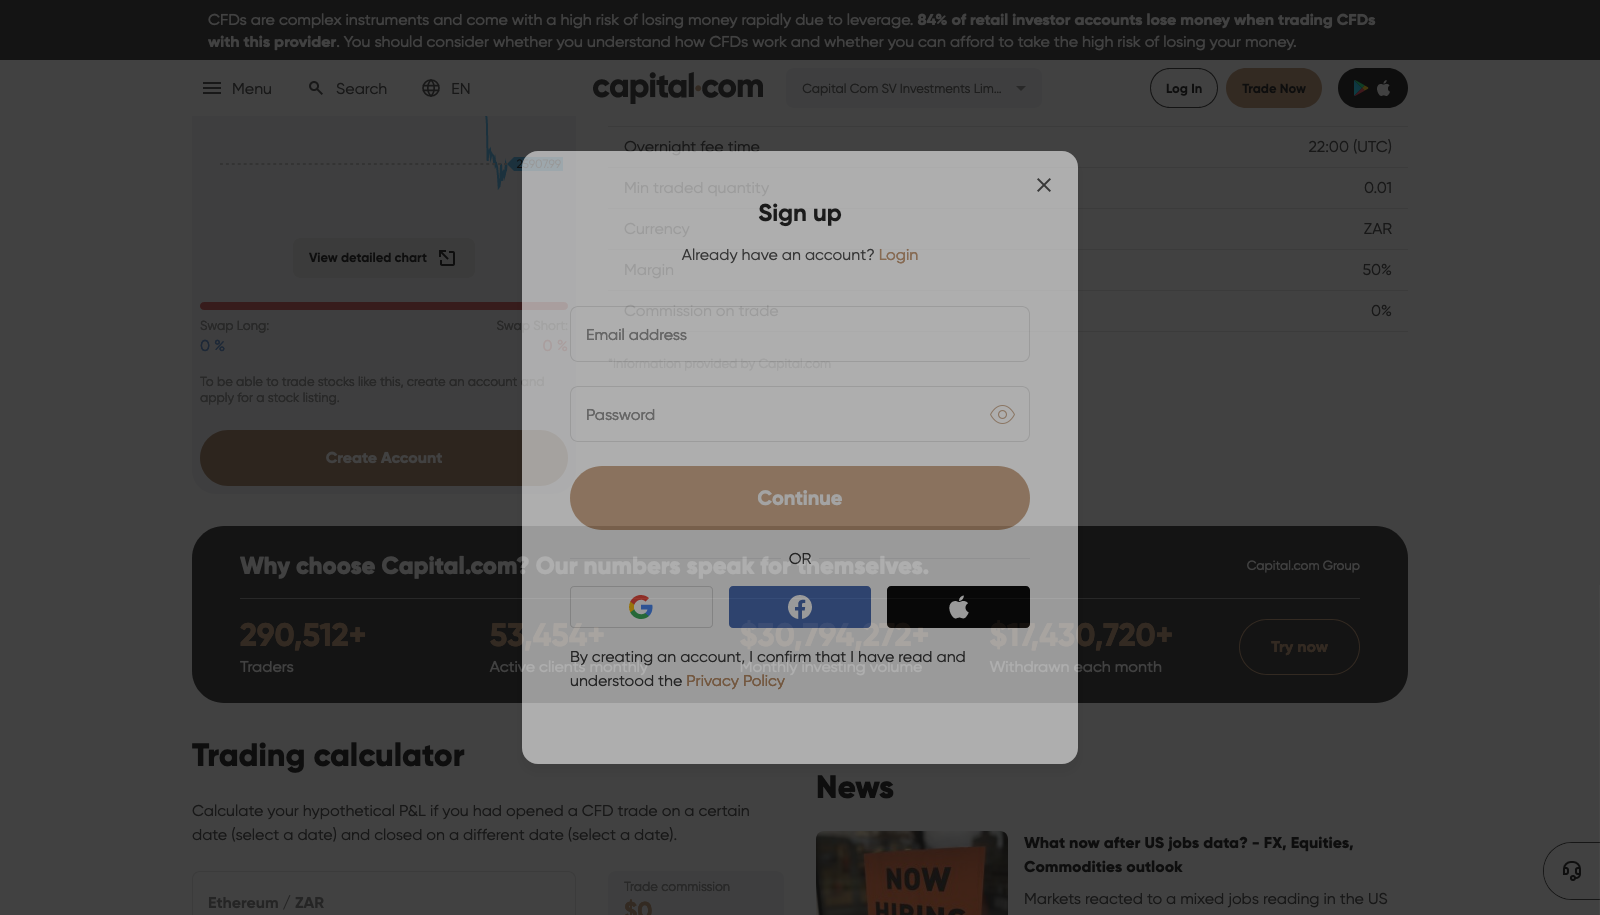 CFDs are complex instruments and come with a high risk of losing money rapidly due to leverage. 84% of retail investor accounts lose money when trading CFDs
with this provider. You should consider whether you understand how CFDs work and whether you can afford to take the high risk of losing your money.
Menu
Search
EN
capital.com
Capital Com SV Investments Lim...
Log In
Trade Now
Overnight fee time 22:00 (UTC)
Min traded quantity 0.01
Currency ZAR
Margin 50%
Commission on trade 0%
*Information provided by Capital.com
View detailed chart
Swap Long: Swap Short:
0 % 0 %
To be able to trade stocks like this, create an account and
apply for a stock listing.
Create Account
Sign up
Already have an account? Login
Email address
Password
Continue
OR
By creating an account, I confirm that I have read and
understood the Privacy Policy
Why choose Capital.com? Our numbers speak for themselves.
Capital.com Group
290,512+
Traders
53,454+
Active clients monthly
$30,794,272+
Monthly investing volume
$17,430,720+
Withdrawn each month
Try now
Trading calculator
Calculate your hypothetical P&L if you had opened a CFD trade on a certain
date (select a date) and closed on a different date (select a date).
Ethereum / ZAR
Trade commission
$0
News
NOW
HIRING
What now after US jobs data? - FX, Equities,
Commodities outlook
Markets reacted to a mixed jobs reading in the US